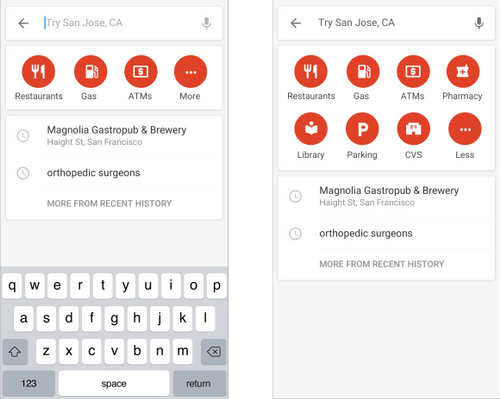 Try San Jose, CA
Restaurants Gas ATMs More
Magnolia Gastropub & Brewery
Haight St, San Francisco
orthopedic surgeons
MORE FROM RECENT HISTORY
q w e r t y u i o p
a s d f g h j k l
z x c v b n m
123 space return
Try San Jose, CA
Restaurants Gas ATMs Pharmacy
P
Library Parking CVS Less
Magnolia Gastropub & Brewery
Haight St, San Francisco
orthopedic surgeons
MORE FROM RECENT HISTORY